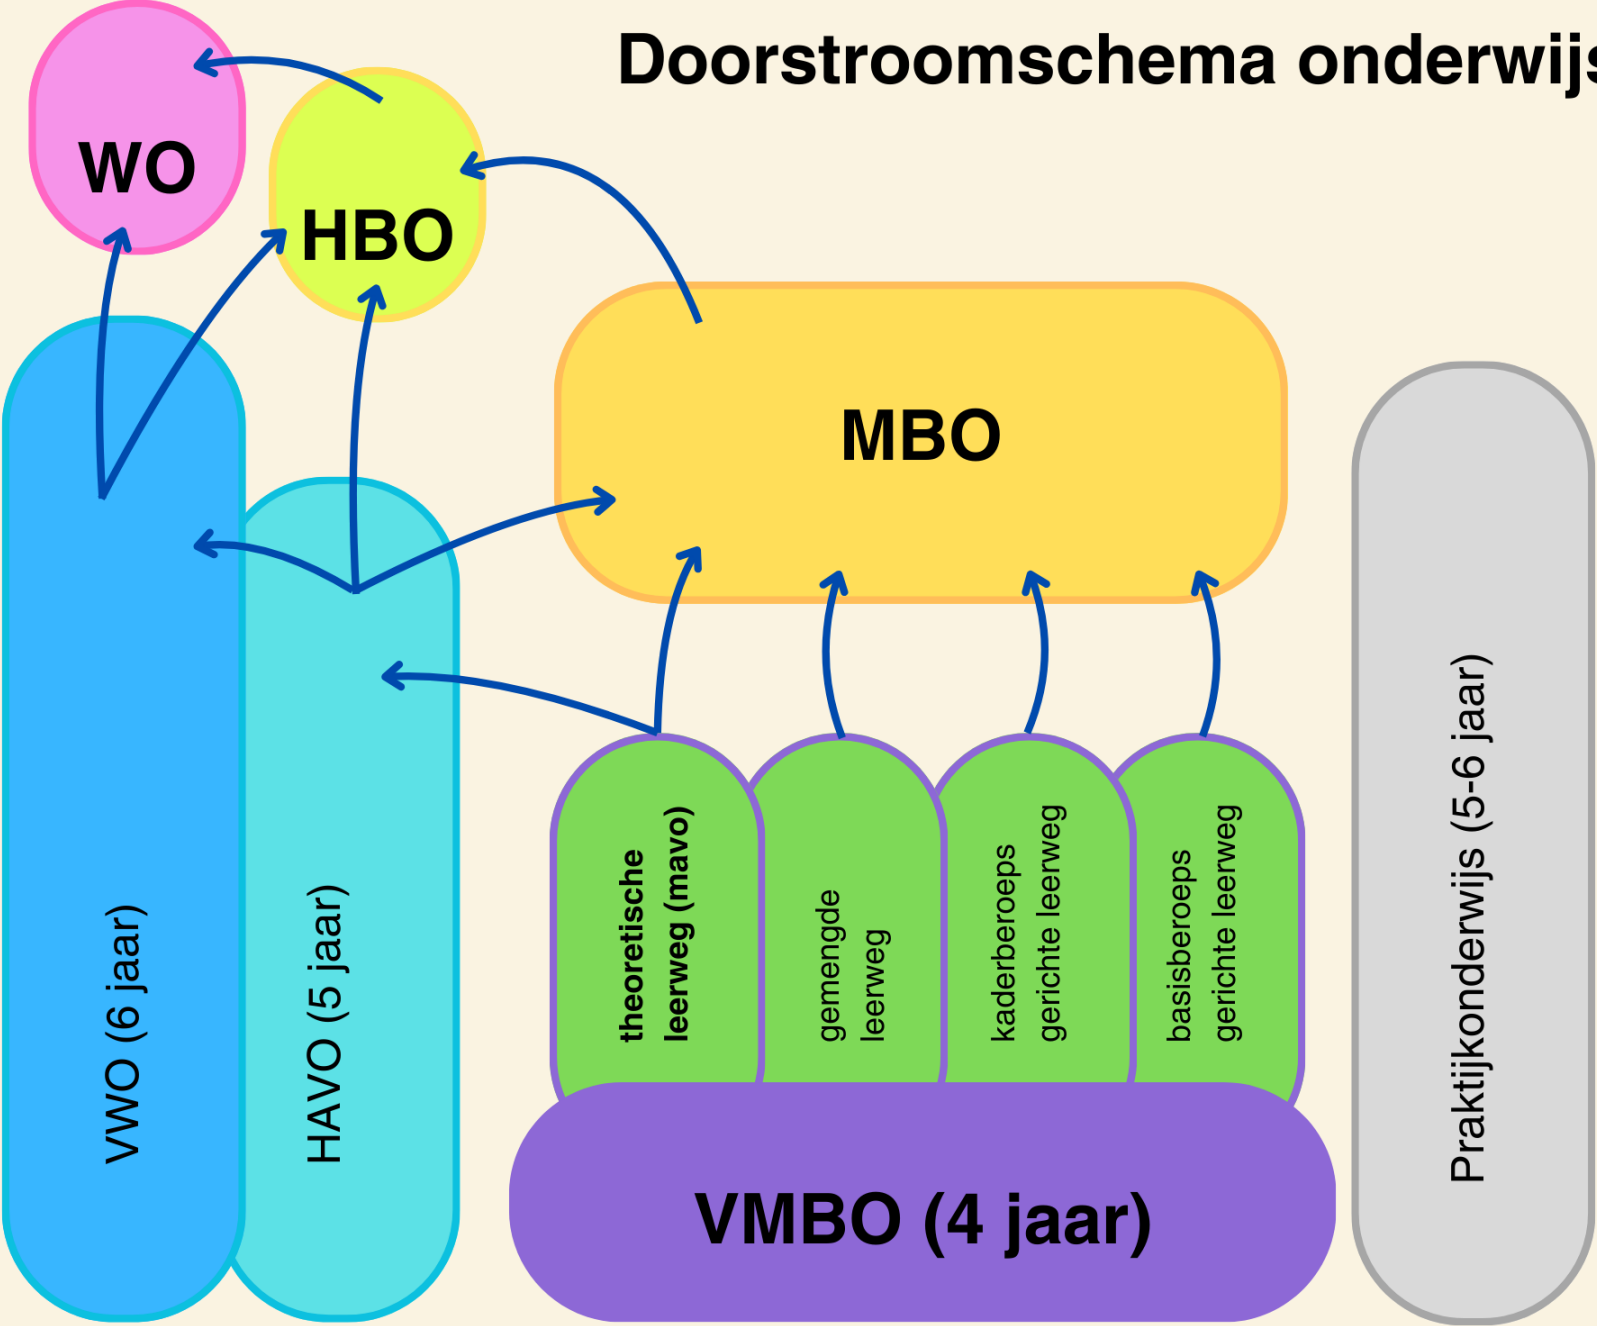 Doorstroomschema onderwijs
WO
HBO
MBO
VWO (6 jaar)
HAVO (5 jaar)
theoretische
leerweg (mavo)
gemengde
leerweg
kaderberoeps
gerichte leerweg
basisberoeps
gerichte leerweg
Praktijkonderwijs (5-6 jaar)
VMBO (4 jaar)